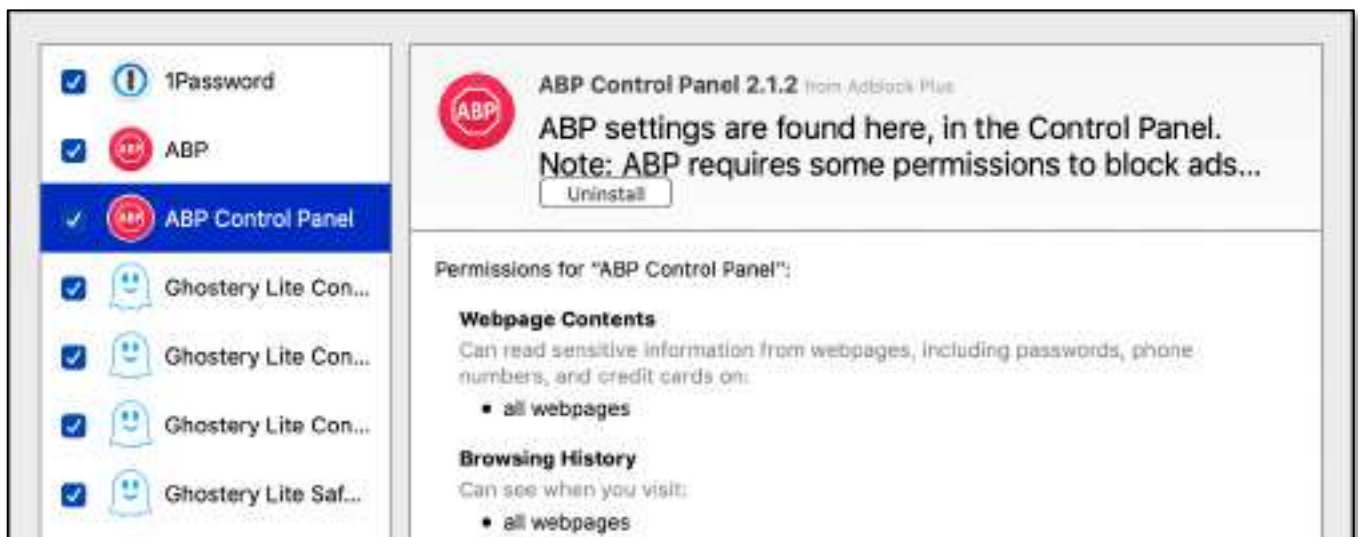 1Password
ABP
ABP Control Panel
Ghostery Lite Con...
Ghostery Lite Con...
Ghostery Lite Con...
Ghostery Lite Saf...
ABP
ABP Control Panel 2.1.2 from Adblock Plus
ABP settings are found here, in the Control Panel.
Note: ABP requires some permissions to block ads...
Uninstall
Permissions for “ABP Control Panel”:
Webpage Contents
Can read sensitive information from webpages, including passwords, phone
numbers, and credit cards on:
• all webpages
Browsing History
Can see when you visit:
• all webpages